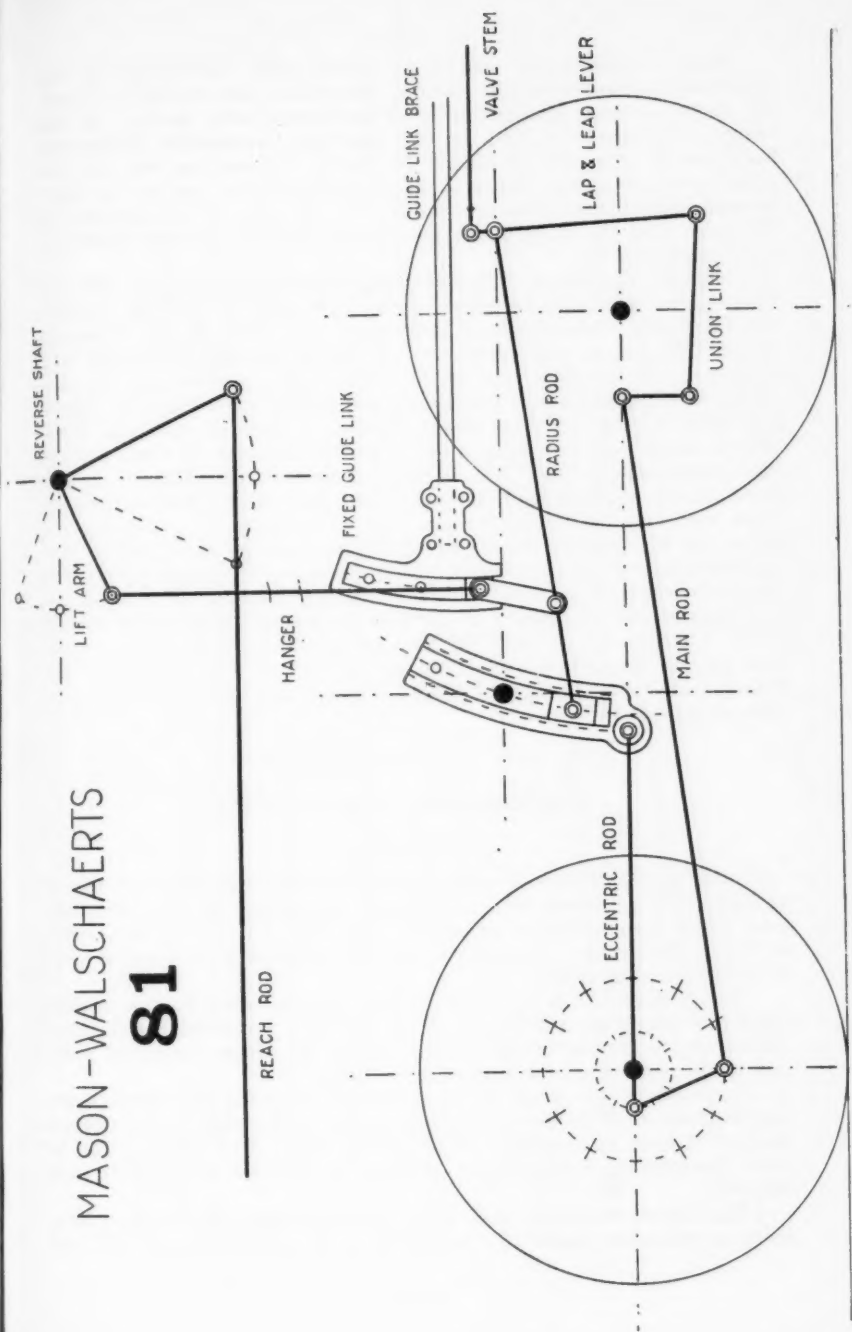 MASON-WALSCHAERTS
81
REVERSE SHAFT
LIFT ARM
HANGER
REACH ROD
FIXED GUIDE LINK
GUIDE LINK BRACE
VALVE STEM
LAP & LEAD LEVER
RADIUS ROD
UNION LINK
MAIN ROD
ECCENTRIC ROD